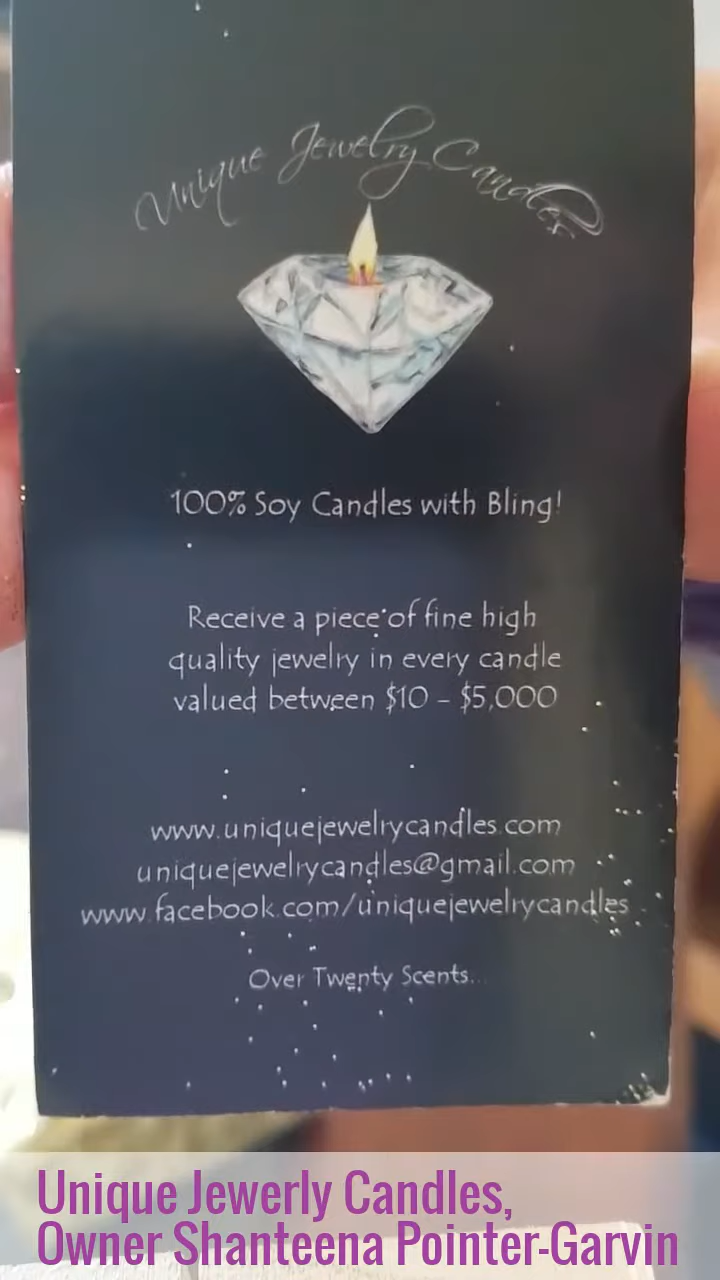 Unique Jewelry Candles
100% Soy Candles with Bling!
Receive a piece of fine high
quality jewelry in every candle
valued between $10 – $5,000
www.uniquejewelrycandles.com
uniquejewelrycandles@gmail.com
www.facebook.com/uniquejewelrycandles
Over Twenty Scents...
Unique Jewerly Candles,
Owner Shanteena Pointer-Garvin